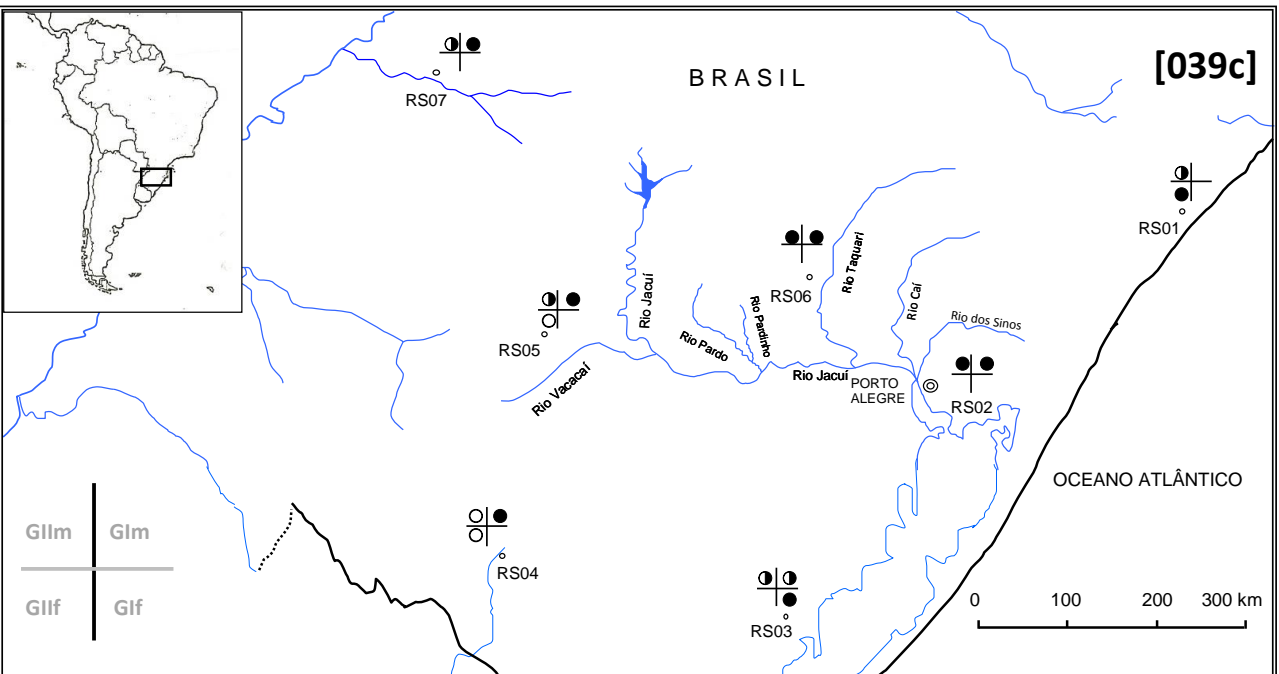 BRASIL
[039c]
RS07
RS01
Rio Taquari
RS06
Rio Caí
Rio Jacuí
Rio Pardinho
Rio dos Sinos
RS05
Rio Pardo
Rio Vacacaí
Rio Jacuí
PORTO
ALEGRE
RS02
OCEANO ATLÂNTICO
GIIm GIm
GIIf GIf
RS04
RS03
0 100 200 300 km